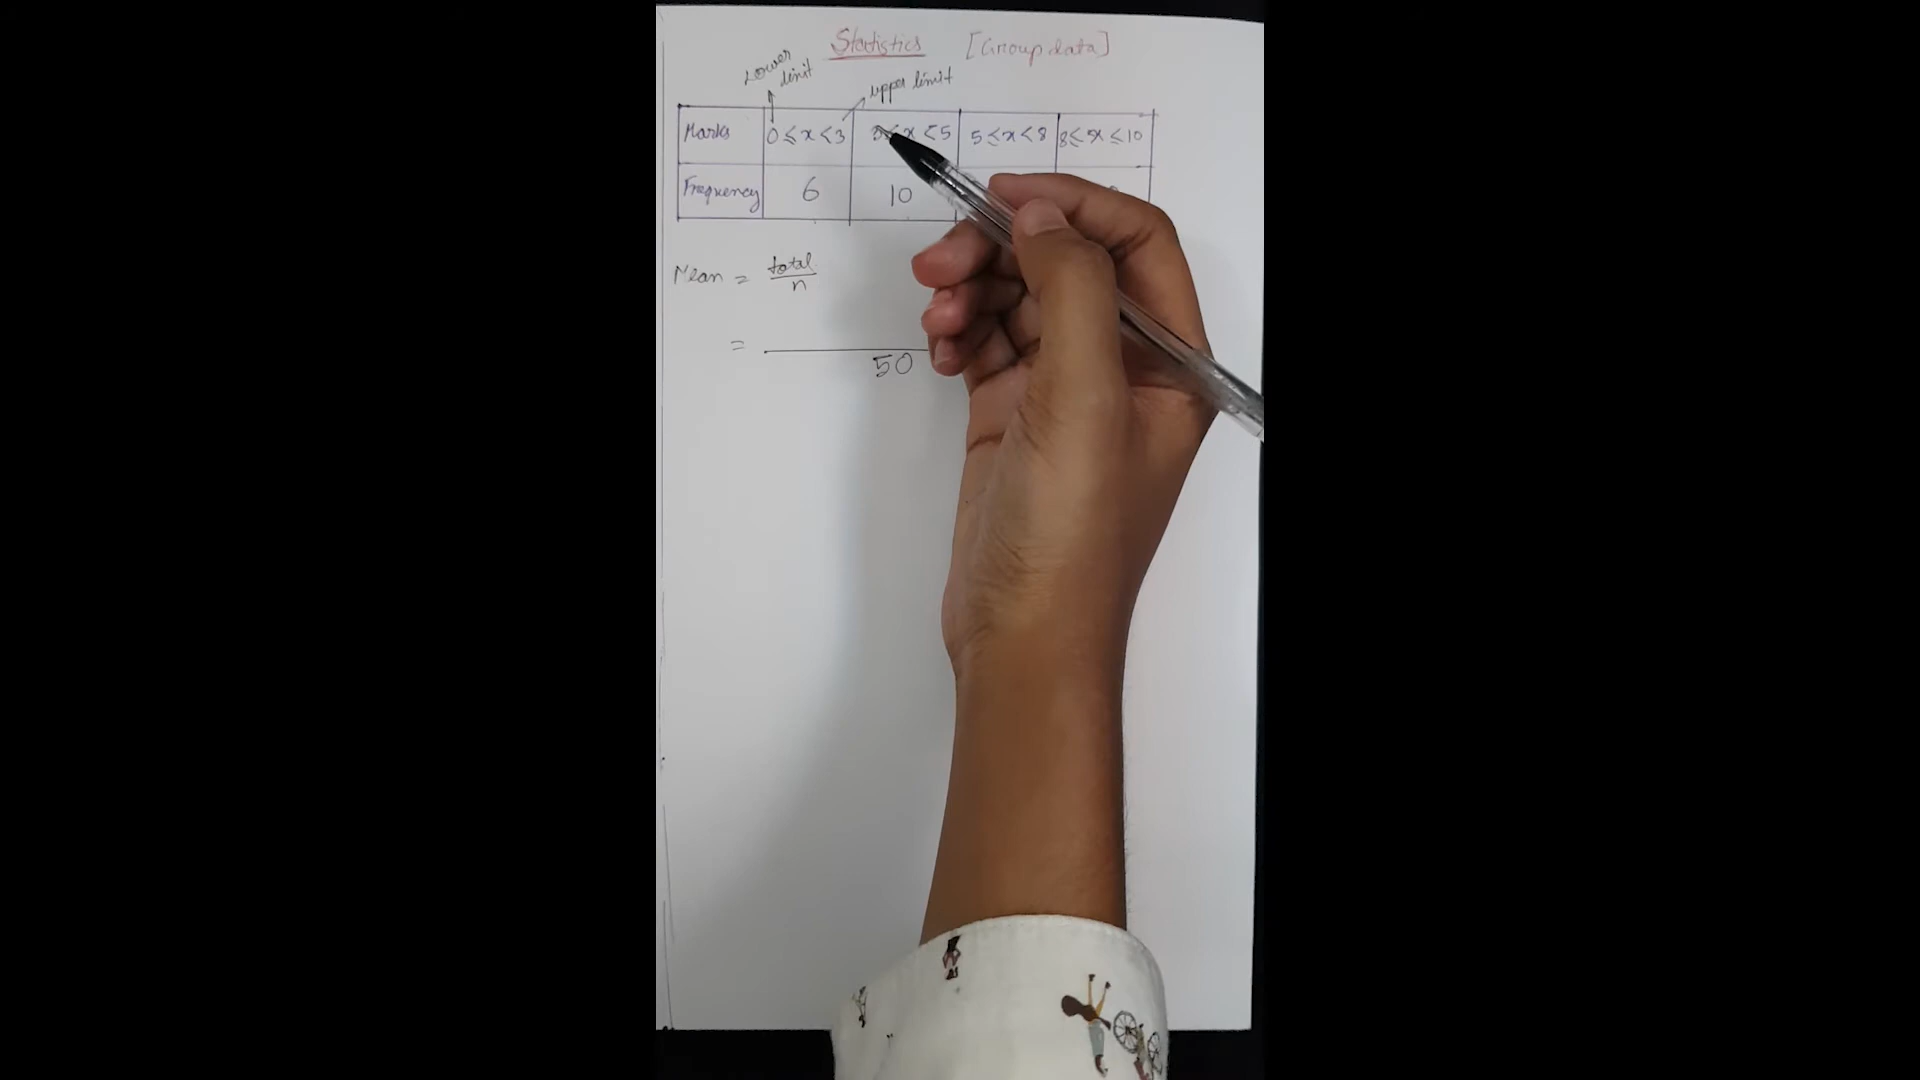 Statistics [Group data]
Lower
limit
upper limit
Marks 0 ≤ x < 3 3 ≤ x < 5 5 ≤ x < 8 8 ≤ x ≤ 10
Frequency 6 10
Mean = total
n
=
50